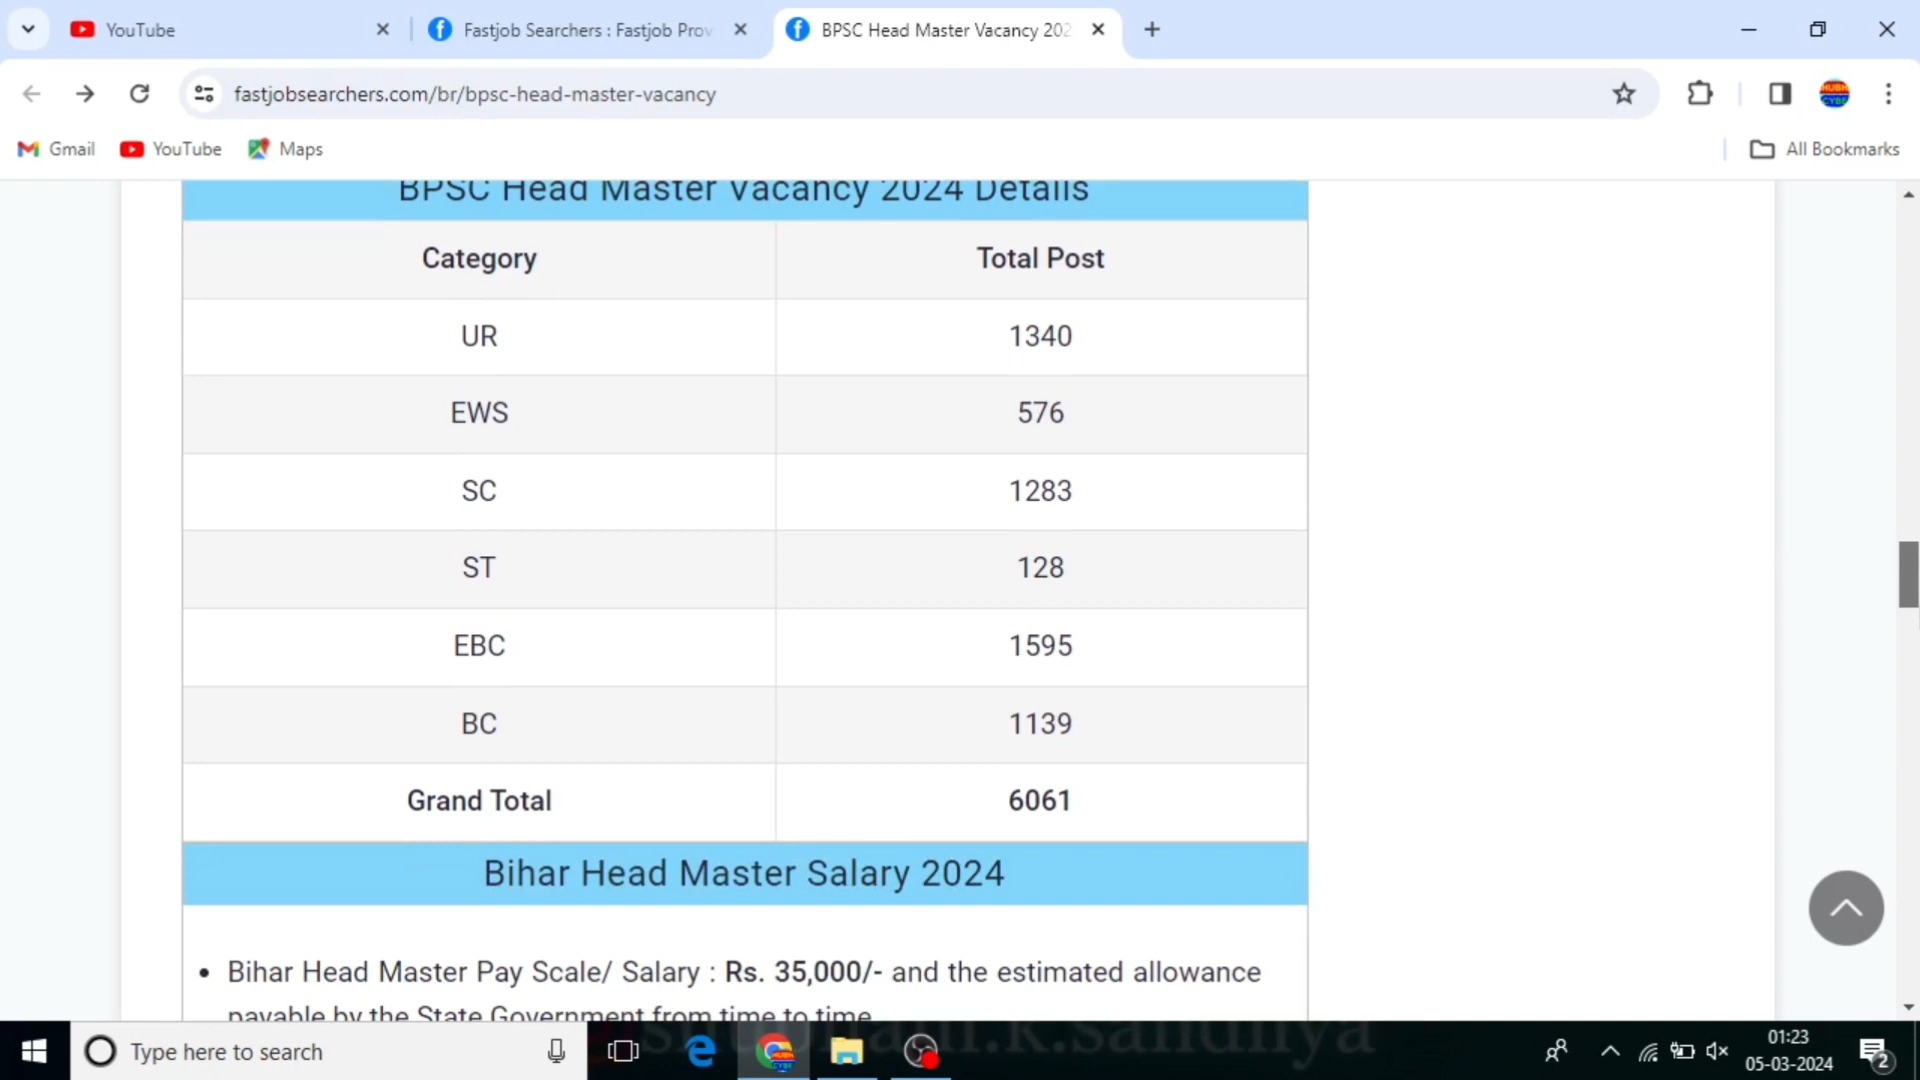 YouTube
Fastjob Searchers : Fastjob Prov
BPSC Head Master Vacancy 202
fastjobsearchers.com/br/bpsc-head-master-vacancy
Gmail
YouTube
Maps
All Bookmarks
BPSC Head Master Vacancy 2024 Details
Category Total Post
UR 1340
EWS 576
SC 1283
ST 128
EBC 1595
BC 1139
Grand Total 6061
Bihar Head Master Salary 2024
• Bihar Head Master Pay Scale/ Salary : Rs. 35,000/- and the estimated allowance
payable by the State Government from time to time.
Type here to search
01:23
05-03-2024
2